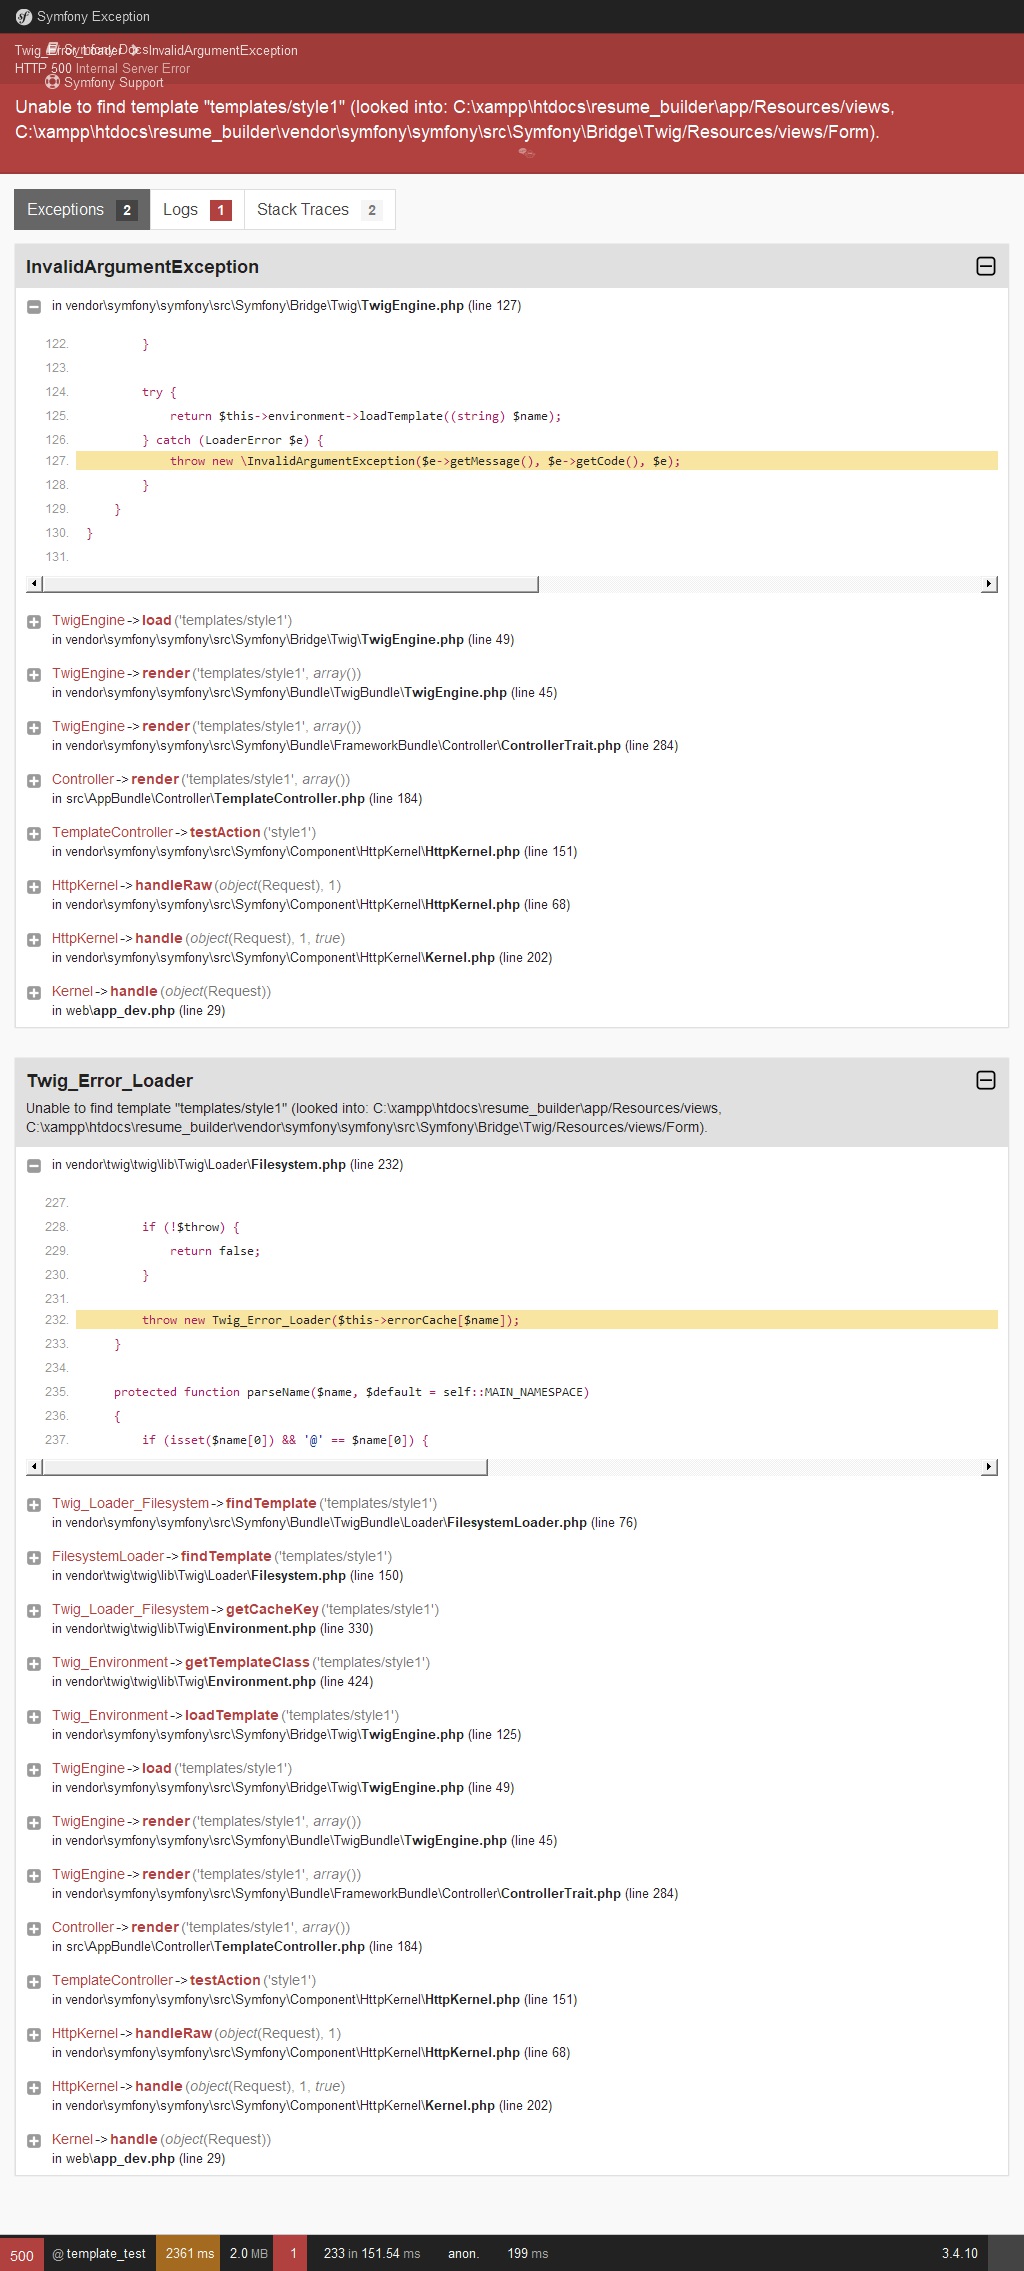 Symfony Exception
Symfony Docs
Twig_Error_Loader InvalidArgumentException
HTTP 500 Internal Server Error
Symfony Support
Unable to find template "templates/style1" (looked into: C:\xampp\htdocs\resume_builder\app/Resources/views,
C:\xampp\htdocs\resume_builder\vendor\symfony\symfony\src\Symfony\Bridge\Twig/Resources/views/Form).
Exceptions 2 Logs 1 Stack Traces 2
InvalidArgumentException
in vendor\symfony\symfony\src\Symfony\Bridge\Twig\TwigEngine.php (line 127)
122. }
123.
124. try {
125. return $this->environment->loadTemplate((string) $name);
126. } catch (LoaderError $e) {
127. throw new \InvalidArgumentException($e->getMessage(), $e->getCode(), $e);
128. }
129. }
130. }
131.
TwigEngine->load('templates/style1')
in vendor\symfony\symfony\src\Symfony\Bridge\Twig\TwigEngine.php (line 49)
TwigEngine->render('templates/style1', array())
in vendor\symfony\symfony\src\Symfony\Bundle\TwigBundle\TwigEngine.php (line 45)
TwigEngine->render('templates/style1', array())
in vendor\symfony\symfony\src\Symfony\Bundle\FrameworkBundle\Controller\ControllerTrait.php (line 284)
Controller->render('templates/style1', array())
in src\AppBundle\Controller\TemplateController.php (line 184)
TemplateController->testAction('style1')
in vendor\symfony\symfony\src\Symfony\Component\HttpKernel\HttpKernel.php (line 151)
HttpKernel->handleRaw(object(Request), 1)
in vendor\symfony\symfony\src\Symfony\Component\HttpKernel\HttpKernel.php (line 68)
HttpKernel->handle(object(Request), 1, true)
in vendor\symfony\symfony\src\Symfony\Component\HttpKernel\Kernel.php (line 202)
Kernel->handle(object(Request))
in web\app_dev.php (line 29)
Twig_Error_Loader
Unable to find template "templates/style1" (looked into: C:\xampp\htdocs\resume_builder\app/Resources/views,
C:\xampp\htdocs\resume_builder\vendor\symfony\symfony\src\Symfony\Bridge\Twig/Resources/views/Form).
in vendor\twig\twig\lib\Twig\Loader\Filesystem.php (line 232)
227.
228. if (!$throw) {
229. return false;
230. }
231.
232. throw new Twig_Error_Loader($this->errorCache[$name]);
233. }
234.
235. protected function parseName($name, $default = self::MAIN_NAMESPACE)
236. {
237. if (isset($name[0]) && '@' == $name[0]) {
Twig_Loader_Filesystem->findTemplate('templates/style1')
in vendor\symfony\symfony\src\Symfony\Bundle\TwigBundle\Loader\FilesystemLoader.php (line 76)
FilesystemLoader->findTemplate('templates/style1')
in vendor\twig\twig\lib\Twig\Loader\Filesystem.php (line 150)
Twig_Loader_Filesystem->getCacheKey('templates/style1')
in vendor\twig\twig\lib\Twig\Environment.php (line 330)
Twig_Environment->getTemplateClass('templates/style1')
in vendor\twig\twig\lib\Twig\Environment.php (line 424)
Twig_Environment->loadTemplate('templates/style1')
in vendor\symfony\symfony\src\Symfony\Bridge\Twig\TwigEngine.php (line 125)
TwigEngine->load('templates/style1')
in vendor\symfony\symfony\src\Symfony\Bridge\Twig\TwigEngine.php (line 49)
TwigEngine->render('templates/style1', array())
in vendor\symfony\symfony\src\Symfony\Bundle\TwigBundle\TwigEngine.php (line 45)
TwigEngine->render('templates/style1', array())
in vendor\symfony\symfony\src\Symfony\Bundle\FrameworkBundle\Controller\ControllerTrait.php (line 284)
Controller->render('templates/style1', array())
in src\AppBundle\Controller\TemplateController.php (line 184)
TemplateController->testAction('style1')
in vendor\symfony\symfony\src\Symfony\Component\HttpKernel\HttpKernel.php (line 151)
HttpKernel->handleRaw(object(Request), 1)
in vendor\symfony\symfony\src\Symfony\Component\HttpKernel\HttpKernel.php (line 68)
HttpKernel->handle(object(Request), 1, true)
in vendor\symfony\symfony\src\Symfony\Component\HttpKernel\Kernel.php (line 202)
Kernel->handle(object(Request))
in web\app_dev.php (line 29)
500 @ template_test 2361 ms 2.0 MB 1 233 in 151.54 ms anon. 199 ms 3.4.10